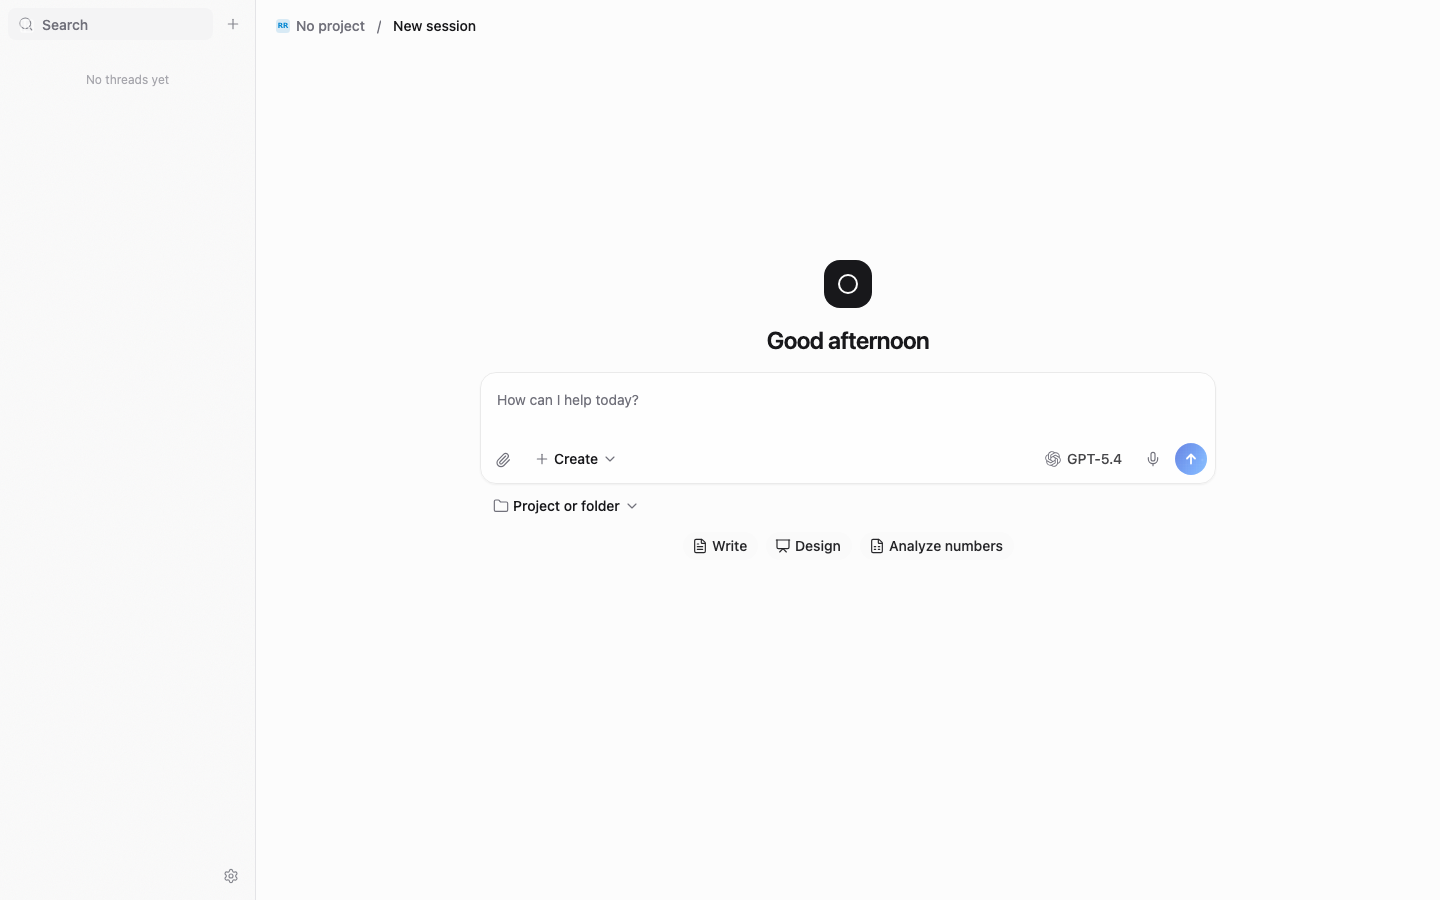 Search
No threads yet
RR No project / New session
Good afternoon
How can I help today?
Create
GPT-5.4
Project or folder
Write
Design
Analyze numbers